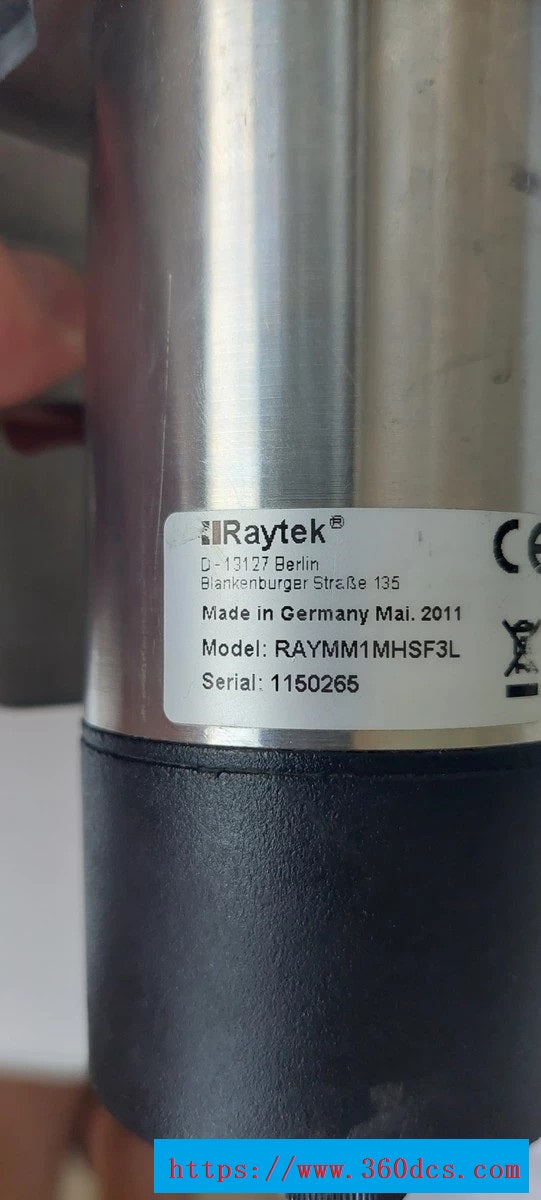 Raytek®
D-13127 Berlin
Blankenburger Straße 135
Made in Germany Mai. 2011
Model: RAYMM1MHSF3L
Serial: 1150265
CE
https://www.360dcs.com